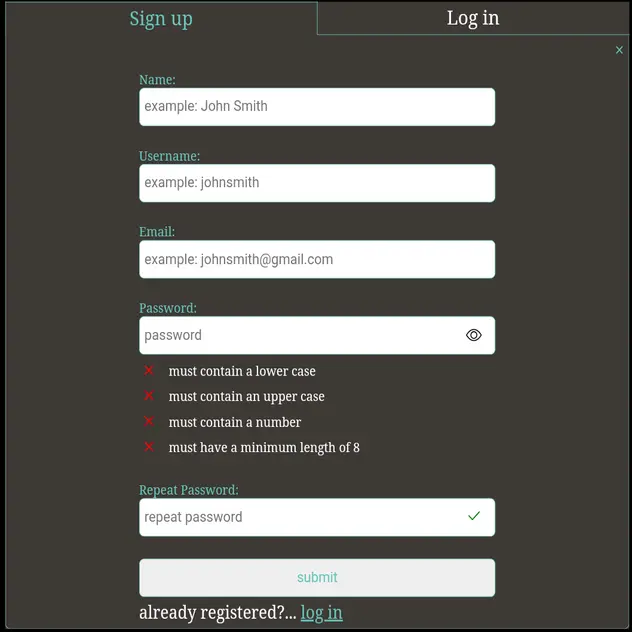 Sign up
Log in
Name:
example: John Smith
Username:
example: johnsmith
Email:
example: johnsmith@gmail.com
Password:
password
must contain a lower case
must contain an upper case
must contain a number
must have a minimum length of 8
Repeat Password:
repeat password
submit
already registered?... log in